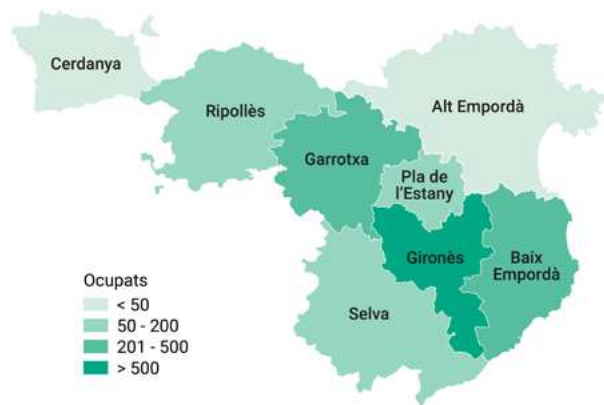 Cerdanya
Ripollès
Alt Empordà
Garrotxa
Pla de
l'Estany
Gironès
Baix
Empordà
Selva
Ocupats
< 50
50 - 200
201 - 500
> 500